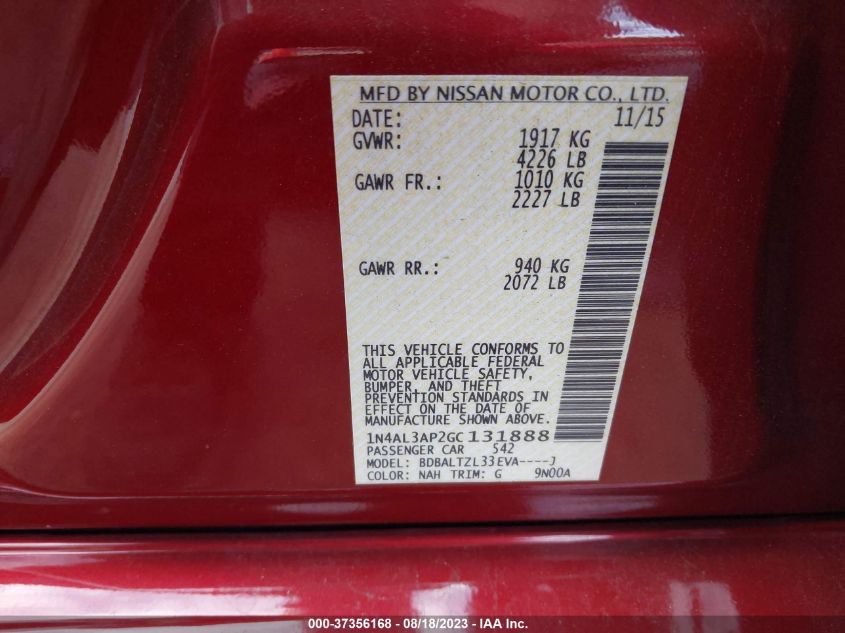 MFD BY NISSAN MOTOR CO., LTD.
DATE: 11/15
GVWR: 1917 KG
4226 LB
GAWR FR.: 1010 KG
2227 LB
GAWR RR.: 940 KG
2072 LB
THIS VEHICLE CONFORMS TO
ALL APPLICABLE FEDERAL
MOTOR VEHICLE SAFETY,
BUMPER, AND THEFT
PREVENTION STANDARDS IN
EFFECT ON THE DATE OF
MANUFACTURE SHOWN ABOVE.
1N4AL3AP2GC131888
PASSENGER CAR S42
MODEL: BDBALTZL33EVA----J
COLOR: NAH TRIM: G 9N00A
000-37356168 - 08/18/2023 - IAA Inc.